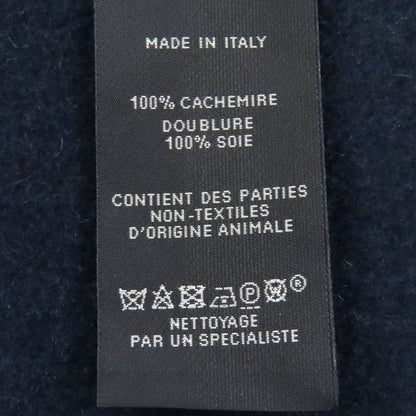 MADE IN ITALY
100% CACHEMIRE
DOUBLURE
100% SOIE
CONTIENT DES PARTIES
NON-TEXTILES
D'ORIGINE ANIMALE
P W ®
NETTOYAGE
PAR UN SPECIALISTE